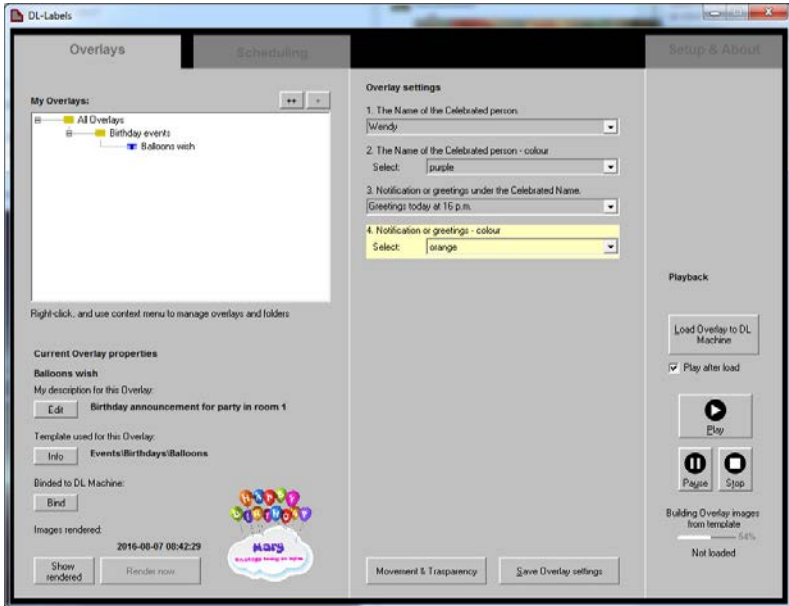 DL-Labels
Overlays
Scheduling
Setup & About
My Overlays:
++
+
All Overlays
Birthday events
Balloons wish
Right-click, and use context menu to manage overlays and folders
Current Overlay properties
Balloons wish
My description for this Overlay:
Edit
Birthday announcement for party in room 1
Template used for this Overlay:
Info
Events\Birthdays\Balloons
Binded to DL Machine:
Bind
Images rendered:
2016-08-07 08:42:29
Show rendered
Render now
HAPPY
BIRTHDAY
Mary
Overlay settings
1. The Name of the Celebrated person.
Wendy
2. The Name of the Celebrated person - colour
Select: purple
3. Notification or greetings under the Celebrated Name.
Greetings today at 16 p.m.
4. Notification or greetings - colour
Select: orange
Movement & Trasparency
Save Overlay settings
Playback
Load Overlay to DL
Machine
Play after load
Play
Pause
Stop
Building Overlay images
from template
64%
Not loaded